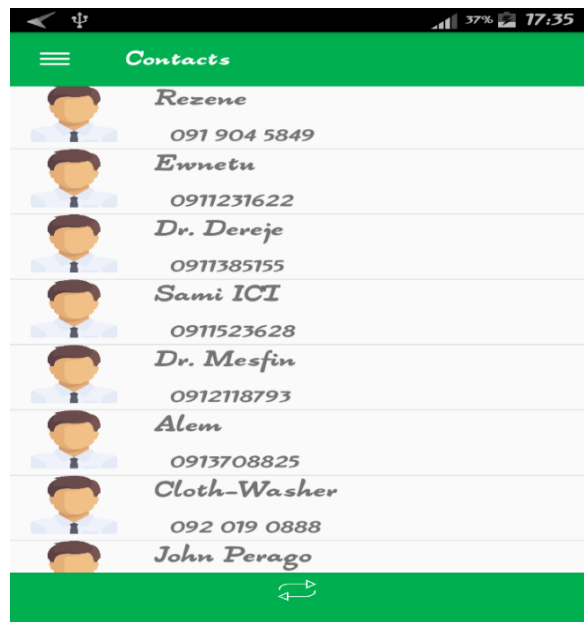 37% 17:35
Contacts
Rezene
091 904 5849
Ewnetu
0911231622
Dr. Dereje
0911385155
Sami ICT
0911523628
Dr. Mesfin
0912118793
Alem
0913708825
Cloth-Washer
092 019 0888
John Perago